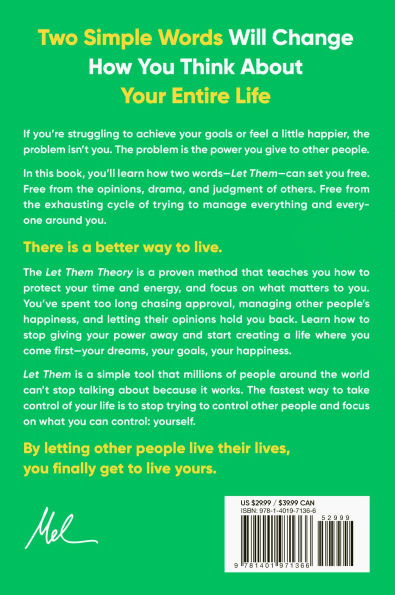 Two Simple Words Will Change
How You Think About
Your Entire Life
If you're struggling to achieve your goals or feel a little happier, the
problem isn't you. The problem is the power you give to other people.
In this book, you'll learn how two words—Let Them—can set you free.
Free from the opinions, drama, and judgment of others. Free from
the exhausting cycle of trying to manage everything and every-
one around you.
There is a better way to live.
The Let Them Theory is a proven method that teaches you how to
protect your time and energy, and focus on what matters to you.
You've spent too long chasing approval, managing other people's
happiness, and letting their opinions hold you back. Learn how to
stop giving your power away and start creating a life where you
come first—your dreams, your goals, your happiness.
Let Them is a simple tool that millions of people around the world
can't stop talking about because it works. The fastest way to take
control of your life is to stop trying to control other people and focus
on what you can control: yourself.
By letting other people live their lives,
you finally get to live yours.
Mel
US $29.99 / $39.99 CAN
ISBN: 978-1-4019-7136-6
52999
9 781401 971366